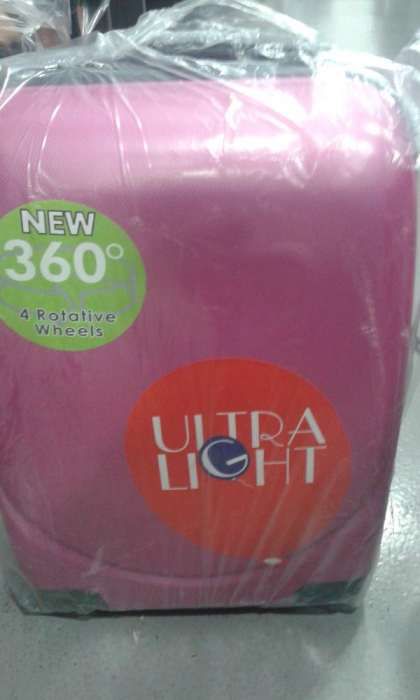 NEW
360°
4 Rotative
Wheels
ULTRA
LIGHT